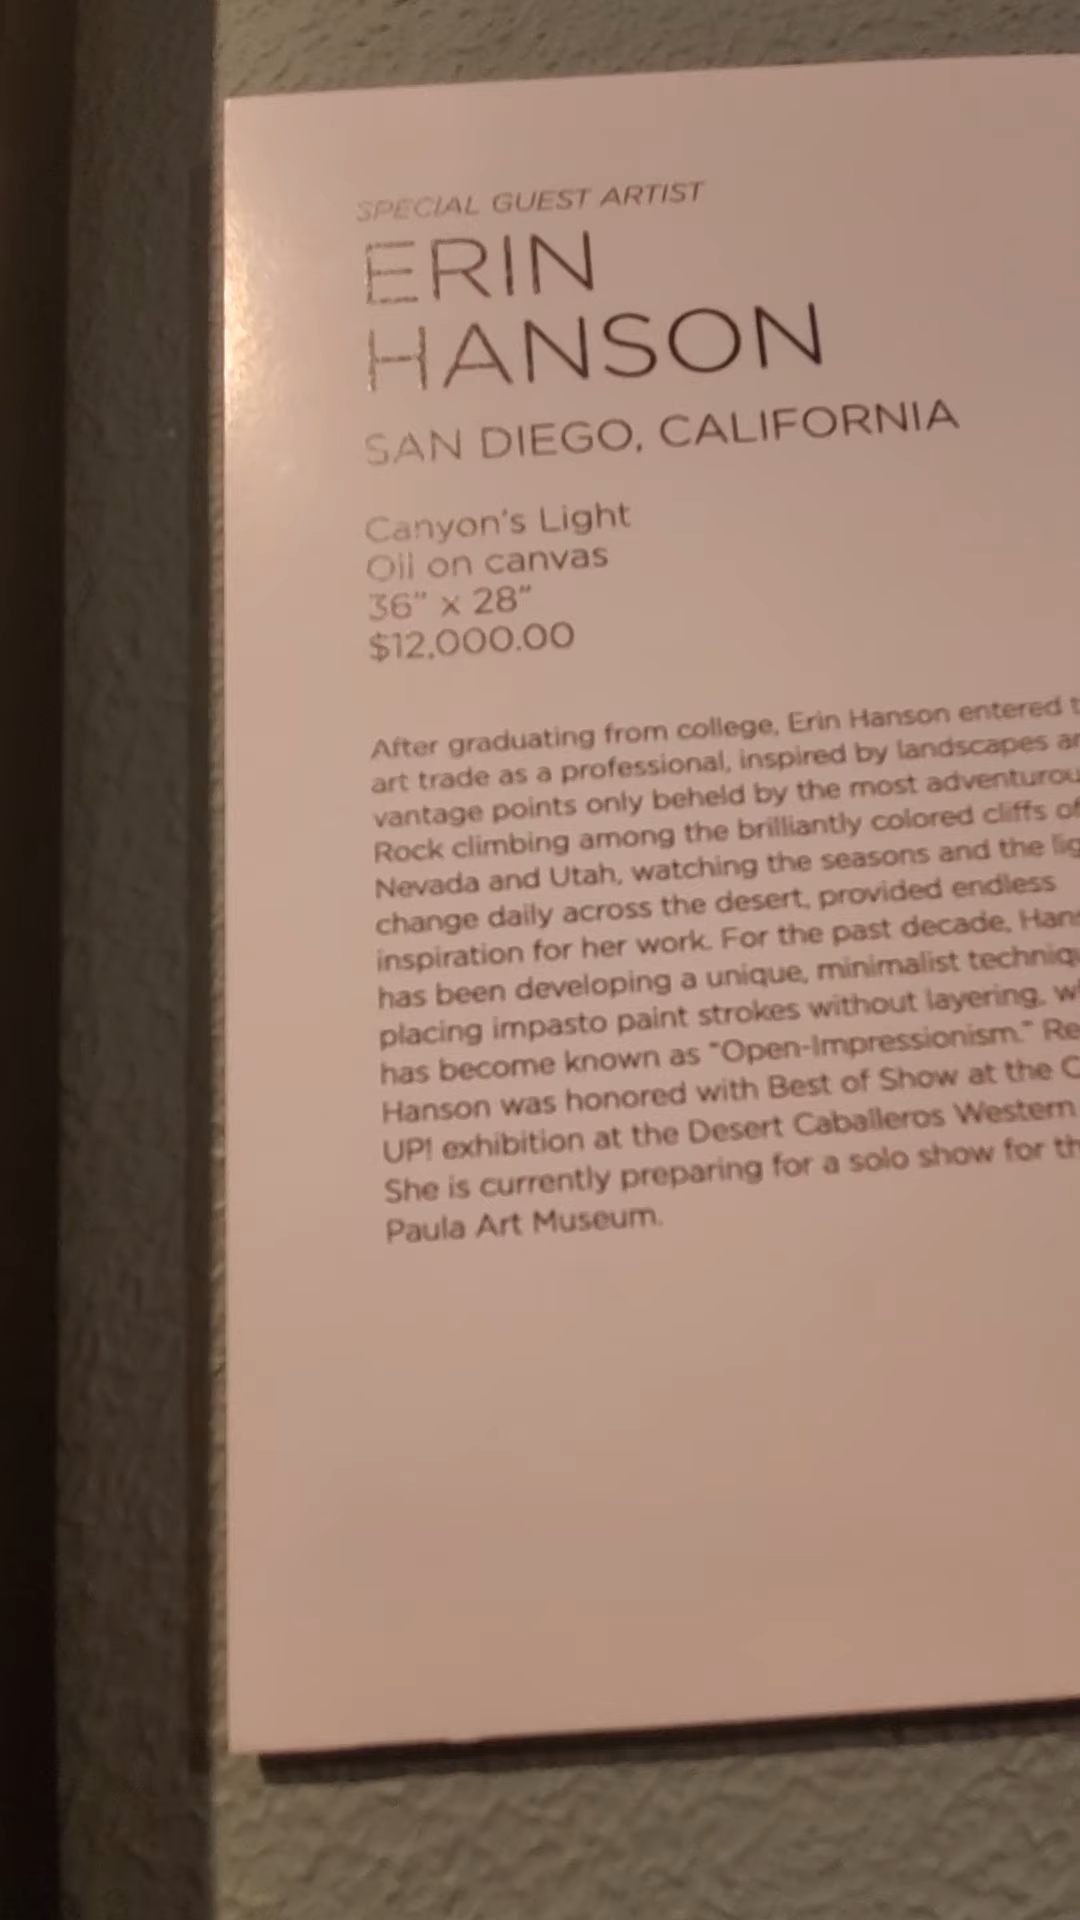 SPECIAL GUEST ARTIST
ERIN
HANSON
SAN DIEGO, CALIFORNIA
Canyon's Light
Oil on canvas
36" x 28"
$12,000.00
After graduating from college, Erin Hanson entered
art trade as a professional, inspired by landscapes
vantage points only beheld by the most
Rock climbing among the brilliantly colored cliffs of
Nevada and Utah, watching the seasons and the
change daily across the desert, provided endless
inspiration for her work. For the past decade,
has been developing a unique, minimalist
placing impasto paint strokes without layering,
has become known as "Open-Impressionism."
Hanson was honored with Best of Show at the
UP! exhibition at the Desert Caballeros Western
She is currently preparing for a solo show for
Paula Art Museum.